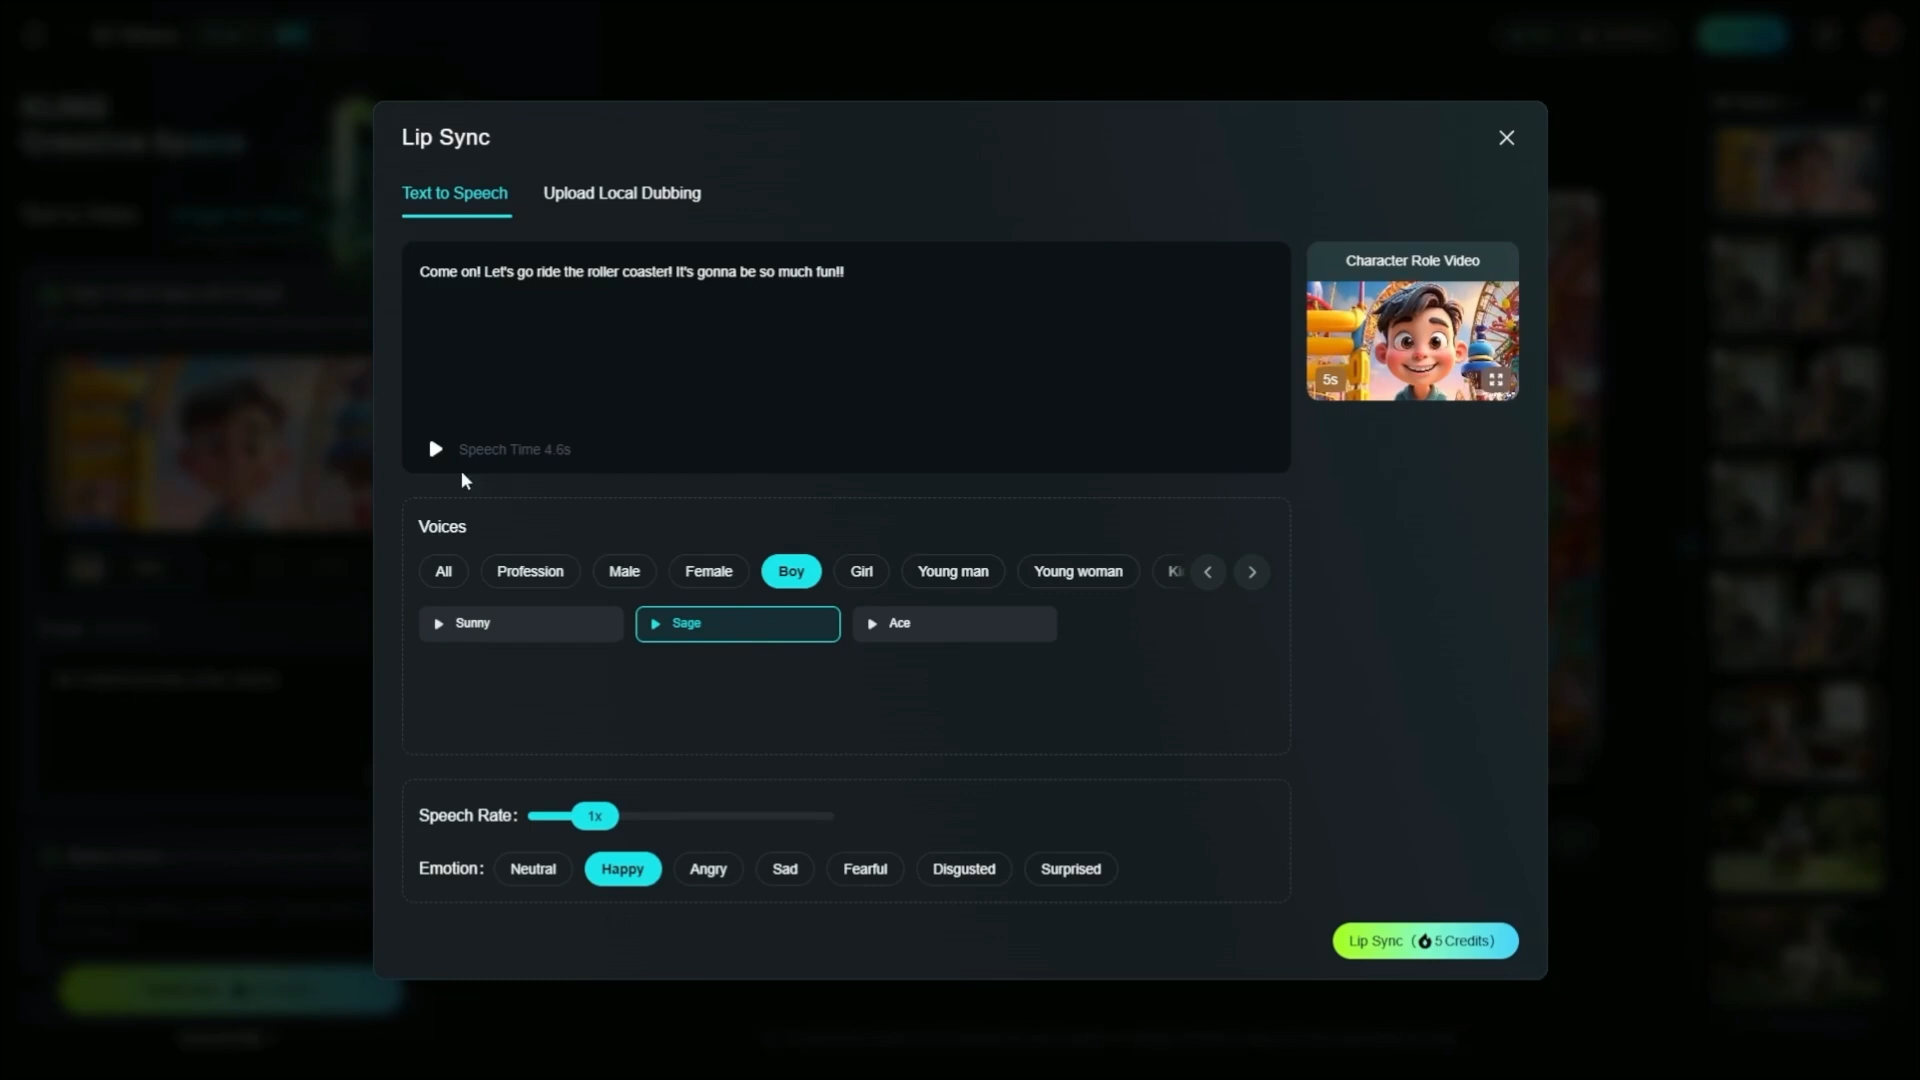 Lip Sync
Text to Speech
Upload Local Dubbing
Come on! Let's go ride the roller coaster! It's gonna be so much fun!!
Character Role Video
5s
Speech Time 4.6s
Voices
All
Profession
Male
Female
Boy
Girl
Young man
Young woman
Sunny
Sage
Ace
Speech Rate:
1x
Emotion:
Neutral
Happy
Angry
Sad
Fearful
Disgusted
Surprised
Lip Sync (5 Credits)